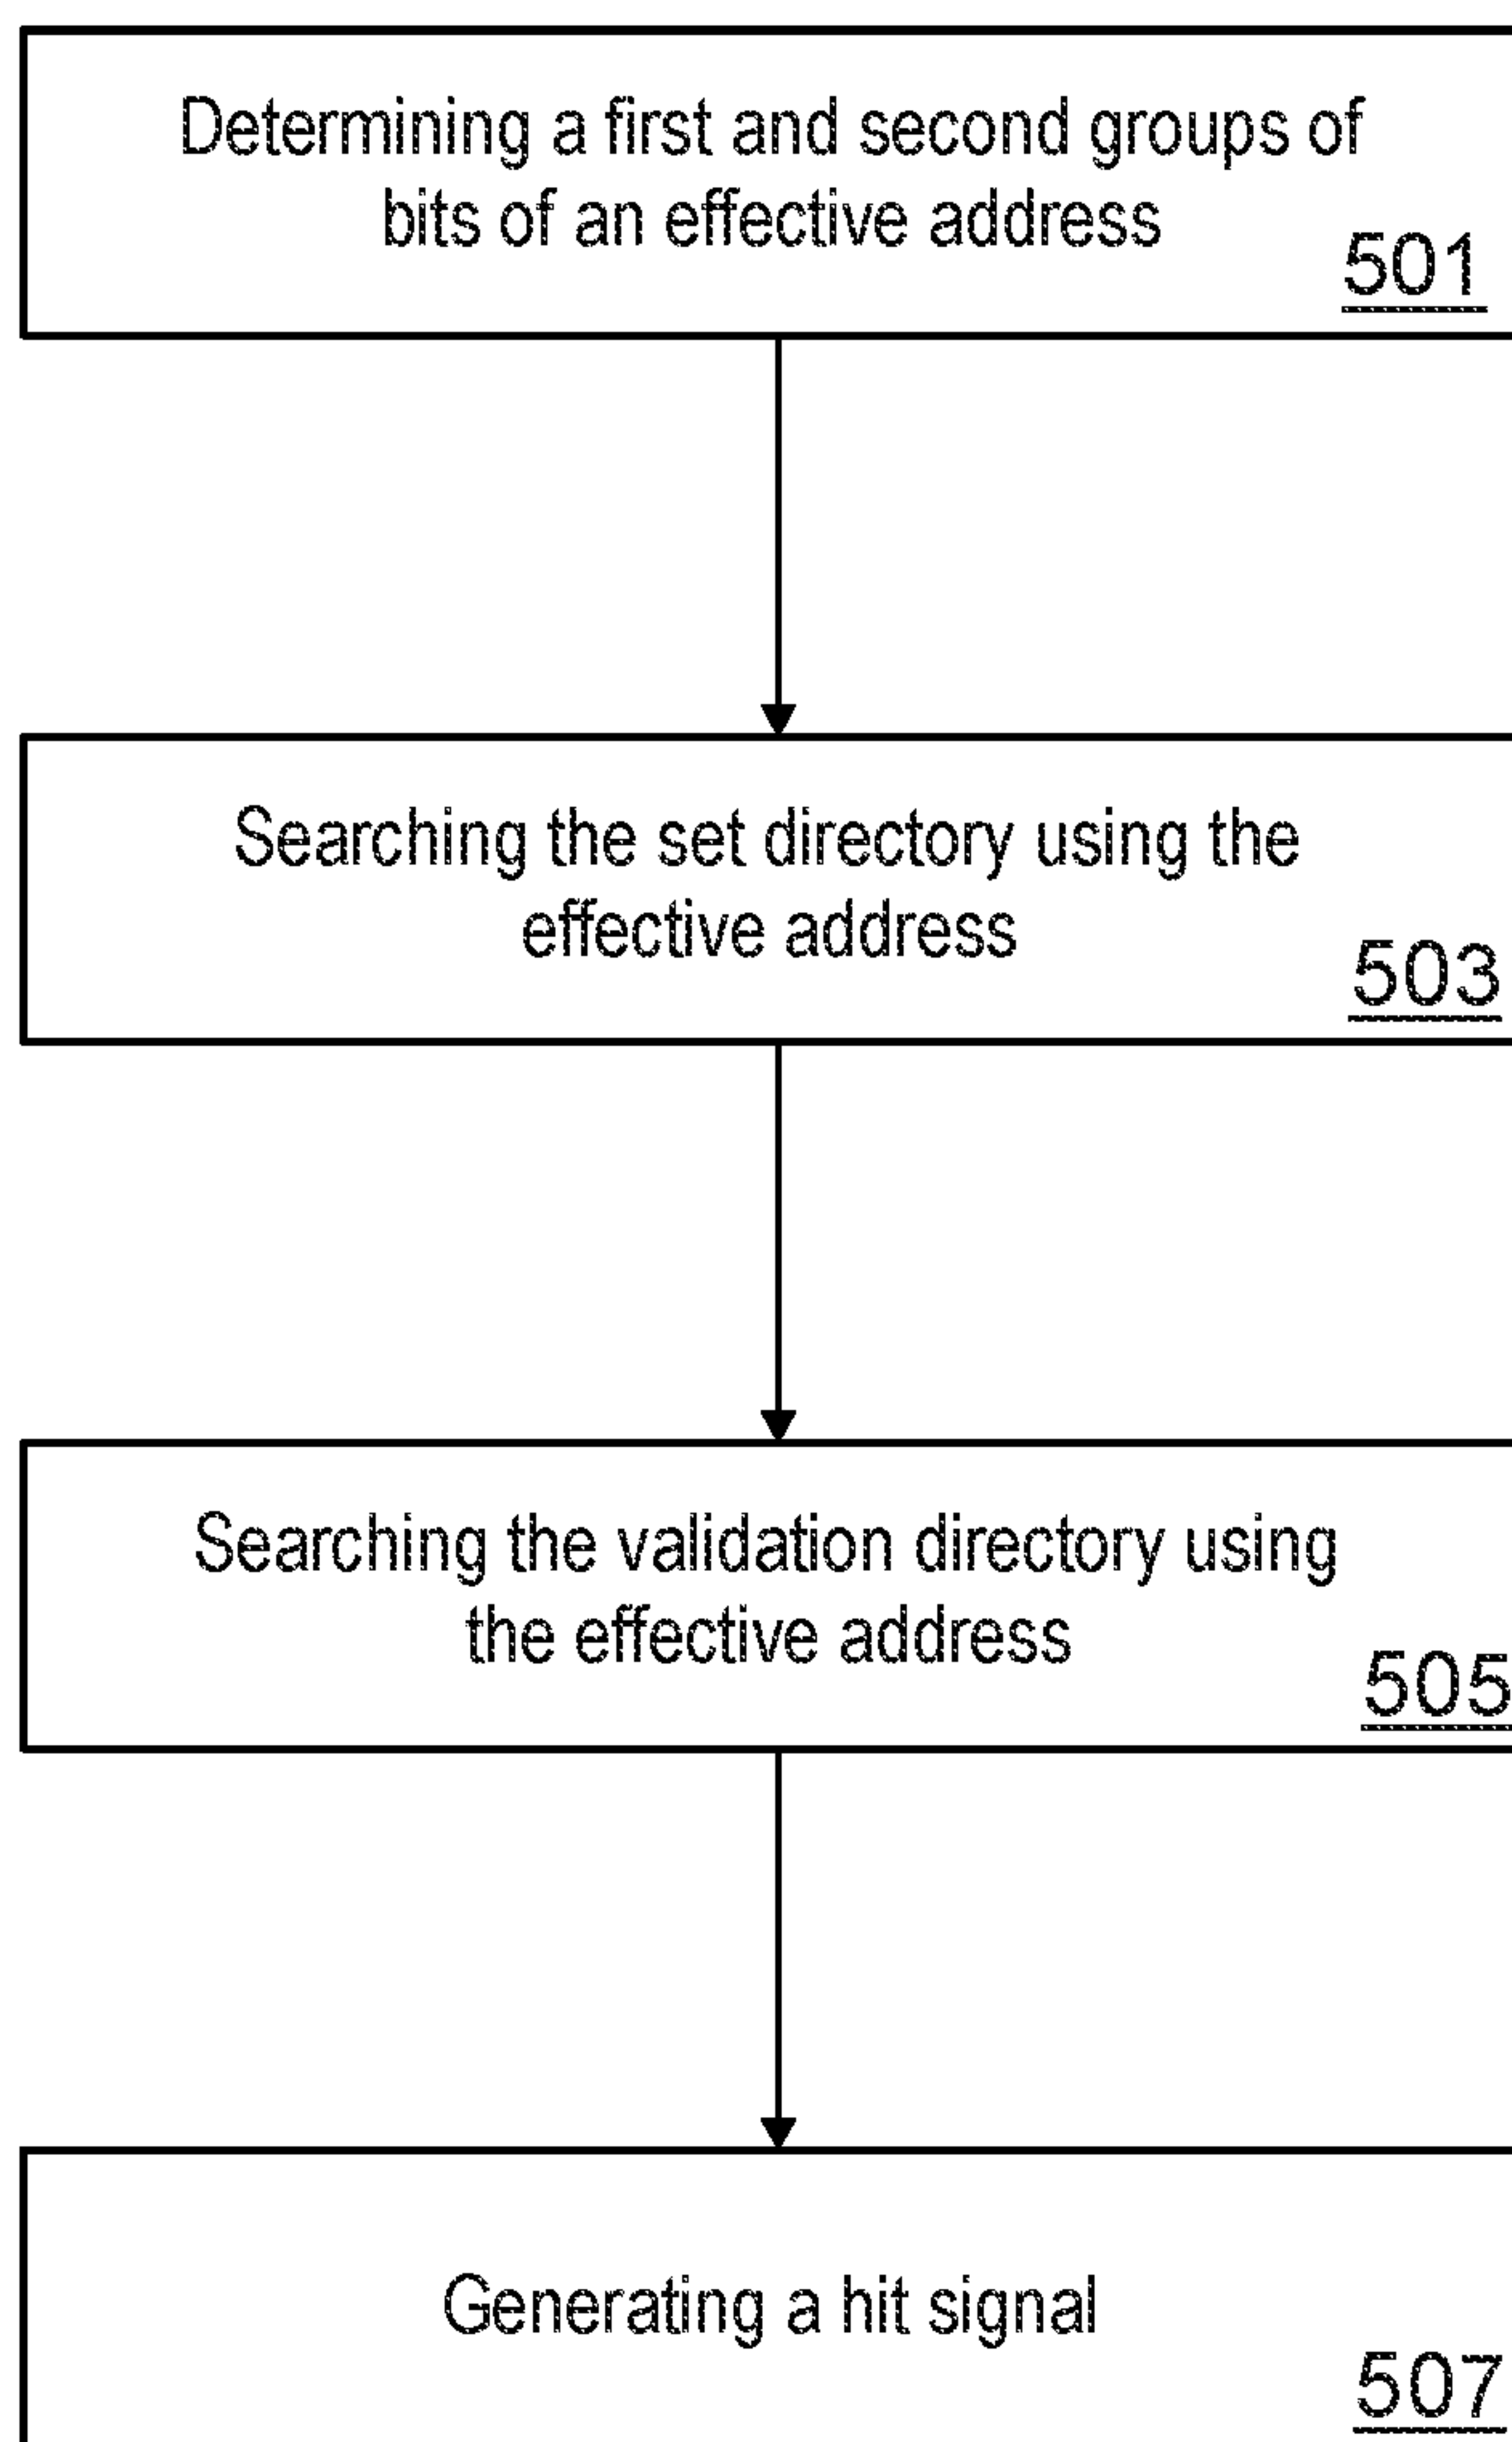 Determining a first and second groups of
bits of an effective address
501
Searching the set directory using the
effective address
503
Searching the validation directory using
the effective address
505
Generating a hit signal
507